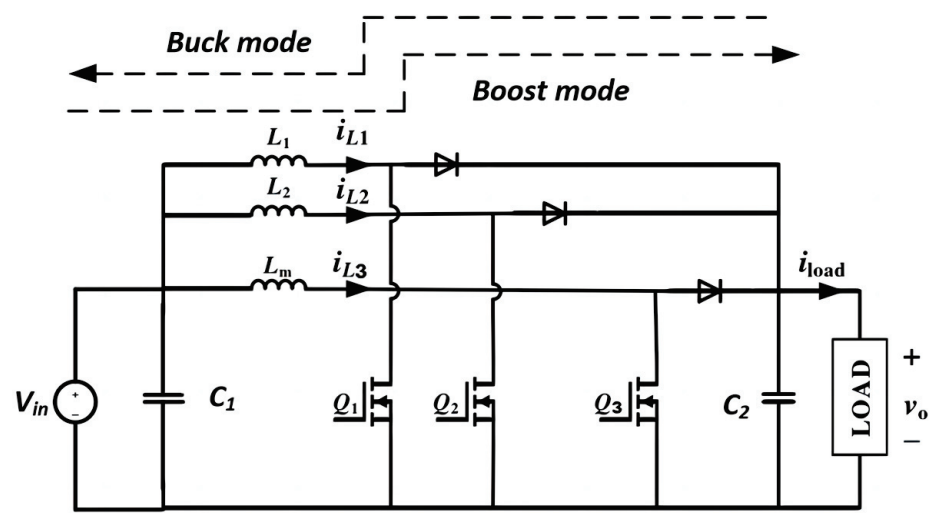 Buck mode
Boost mode
L1
iL1
L2
iL2
Lm
iL3
iload
Vin
+
−
C1
Q1
Q2
Q3
C2
LOAD
+
vo
−